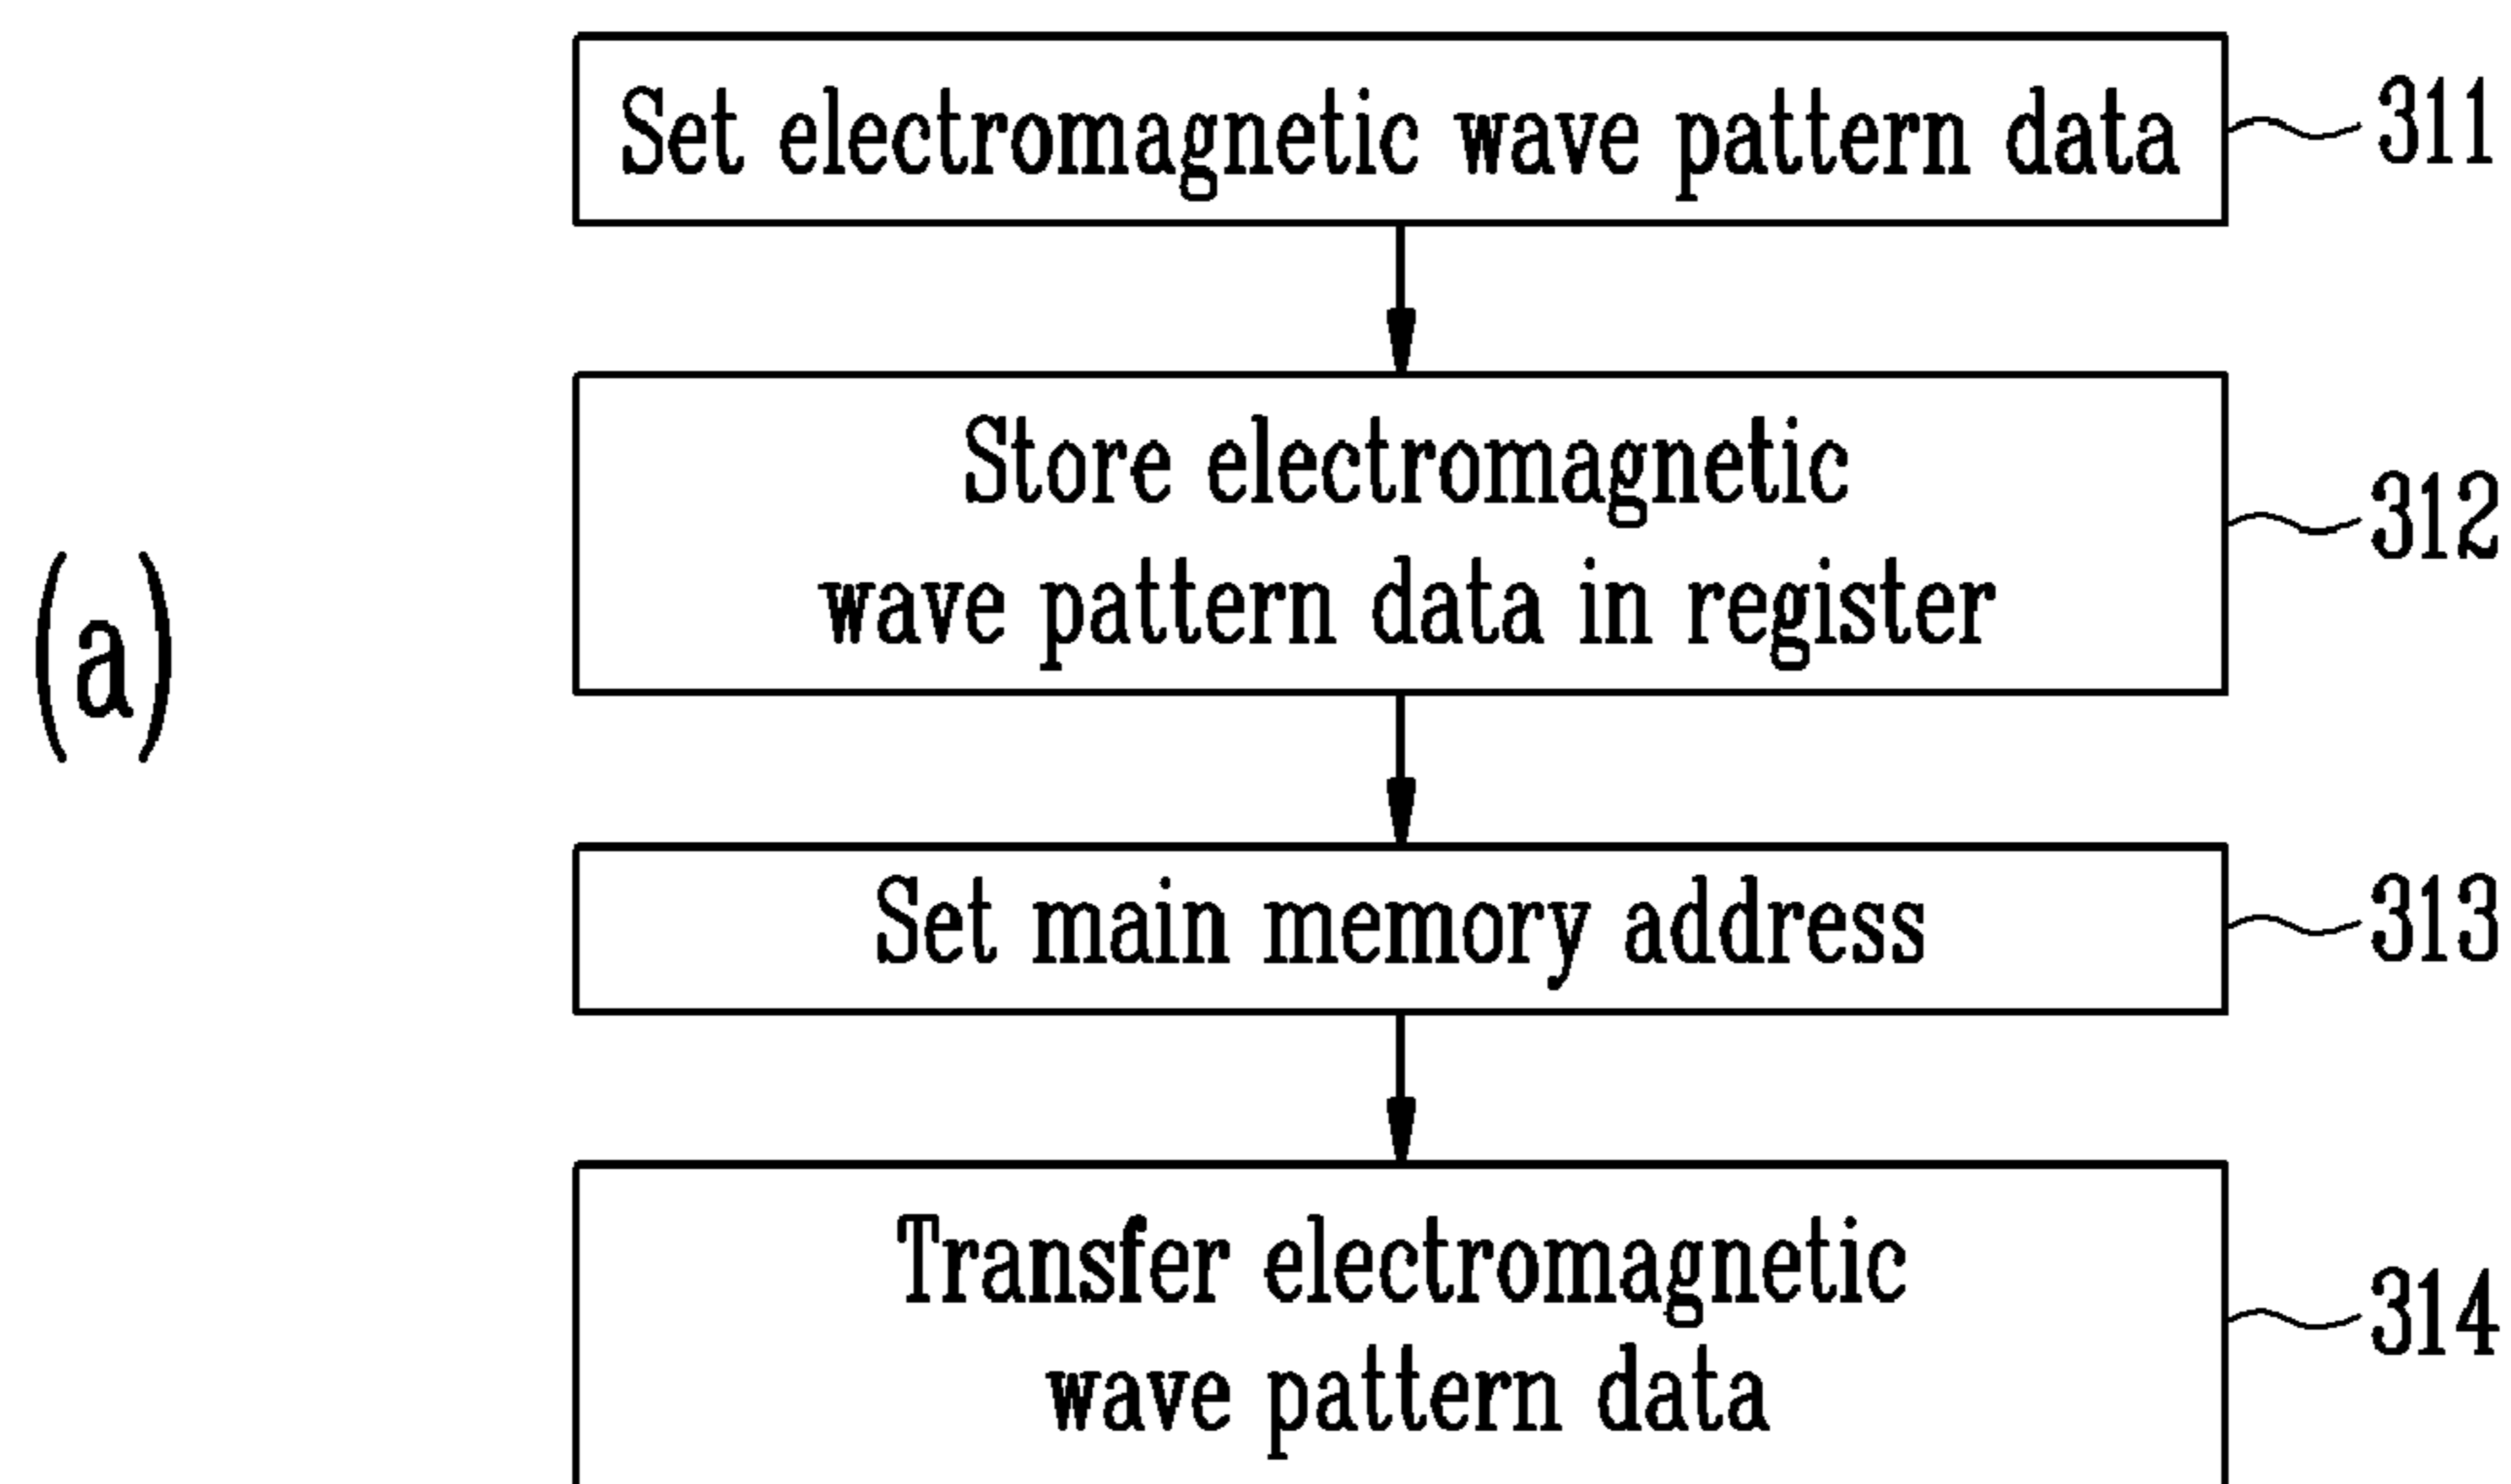 Set electromagnetic wave pattern data
311
Store electromagnetic
wave pattern data in register
312
(a)
Set main memory address
313
Transfer electromagnetic
wave pattern data
314